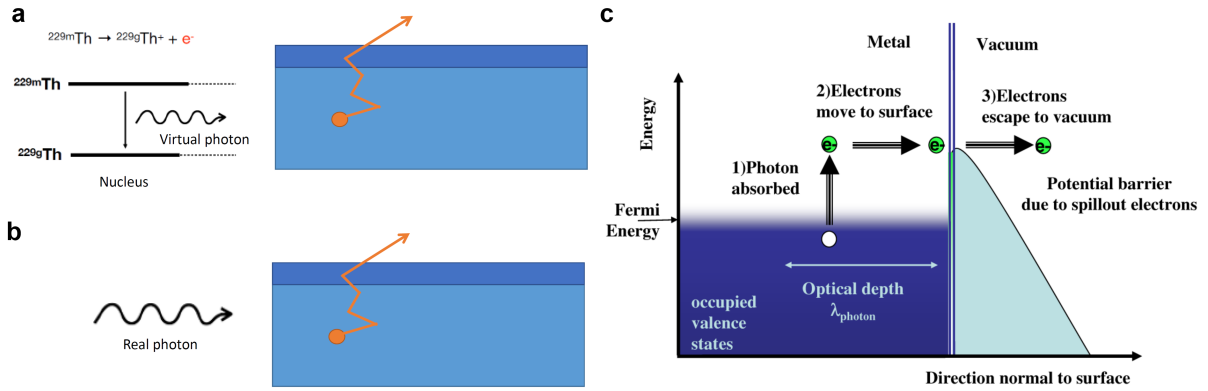 a
²²⁹ᵐTh → ²²⁹ᵍTh⁺ + e⁻
²²⁹ᵐTh
Virtual photon
²²⁹ᵍTh
Nucleus
b
Real photon
c
Metal
Vacuum
Energy
2)Electrons
move to surface
3)Electrons
escape to vacuum
e-
e-
e-
1)Photon
absorbed
Potential barrier
due to spillout electrons
Fermi
Energy
Optical depth
λphoton
occupied
valence
states
Direction normal to surface